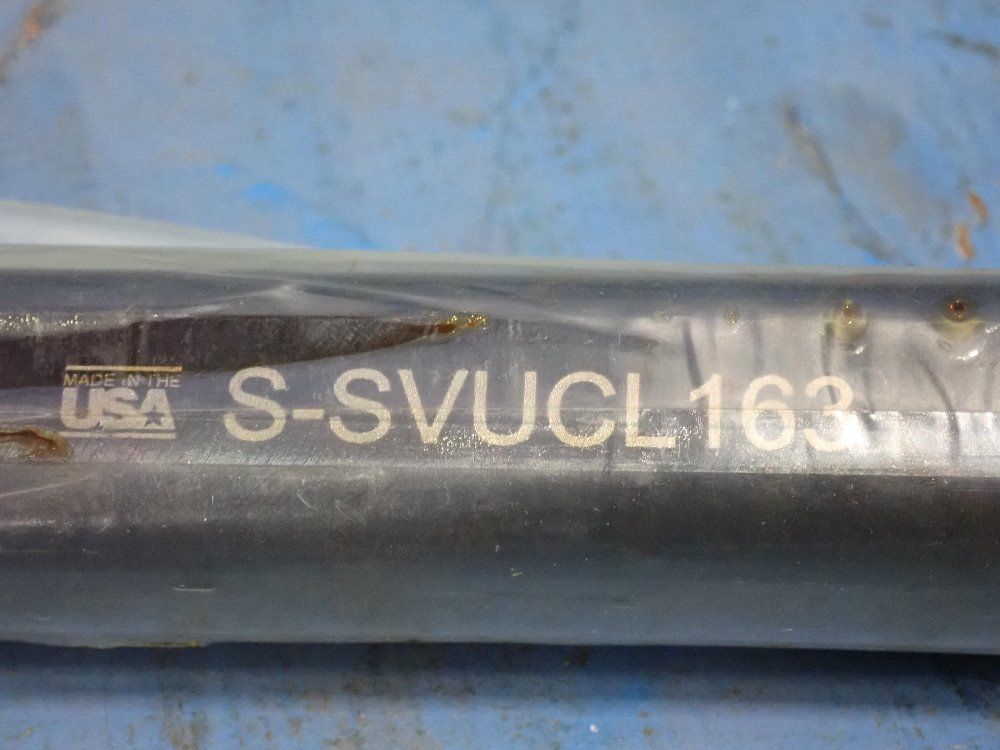 MADE IN THE
USA
S-SVUCL163